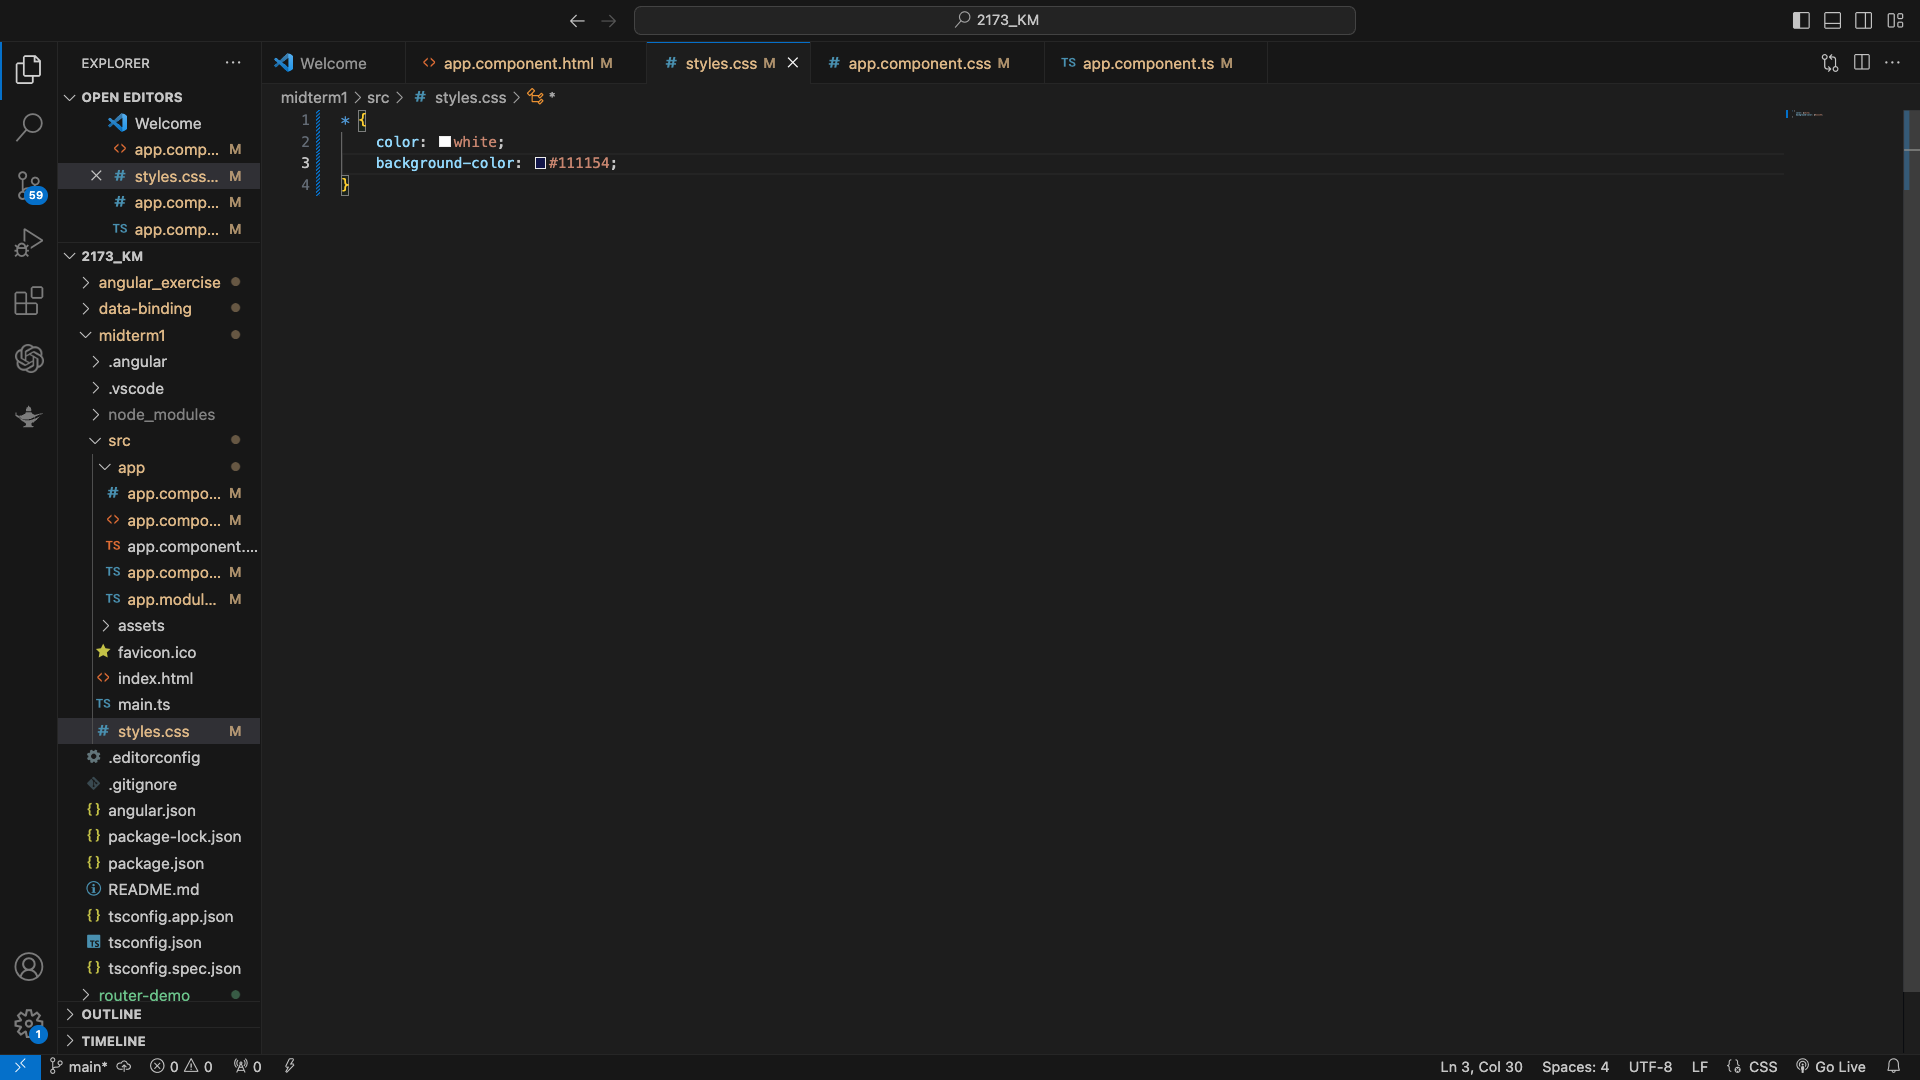 2173_KM
EXPLORER
Welcome
app.component.html M
# styles.css M
# app.component.css M
TS app.component.ts M
OPEN EDITORS
midterm1 > src > # styles.css > *
Welcome
app.comp... M
# styles.css... M
# app.comp... M
TS app.comp... M
1 * {
2 color: white;
3 background-color: #111154;
4 }
59
2173_KM
angular_exercise
data-binding
midterm1
.angular
.vscode
node_modules
src
app
# app.compo... M
app.compo... M
TS app.component....
TS app.compo... M
TS app.modul... M
assets
favicon.ico
index.html
TS main.ts
# styles.css M
.editorconfig
.gitignore
{} angular.json
{} package-lock.json
{} package.json
README.md
{} tsconfig.app.json
TS tsconfig.json
{} tsconfig.spec.json
router-demo
OUTLINE
1
TIMELINE
main* 0 0 0 Ln 3, Col 30 Spaces: 4 UTF-8 LF CSS Go Live